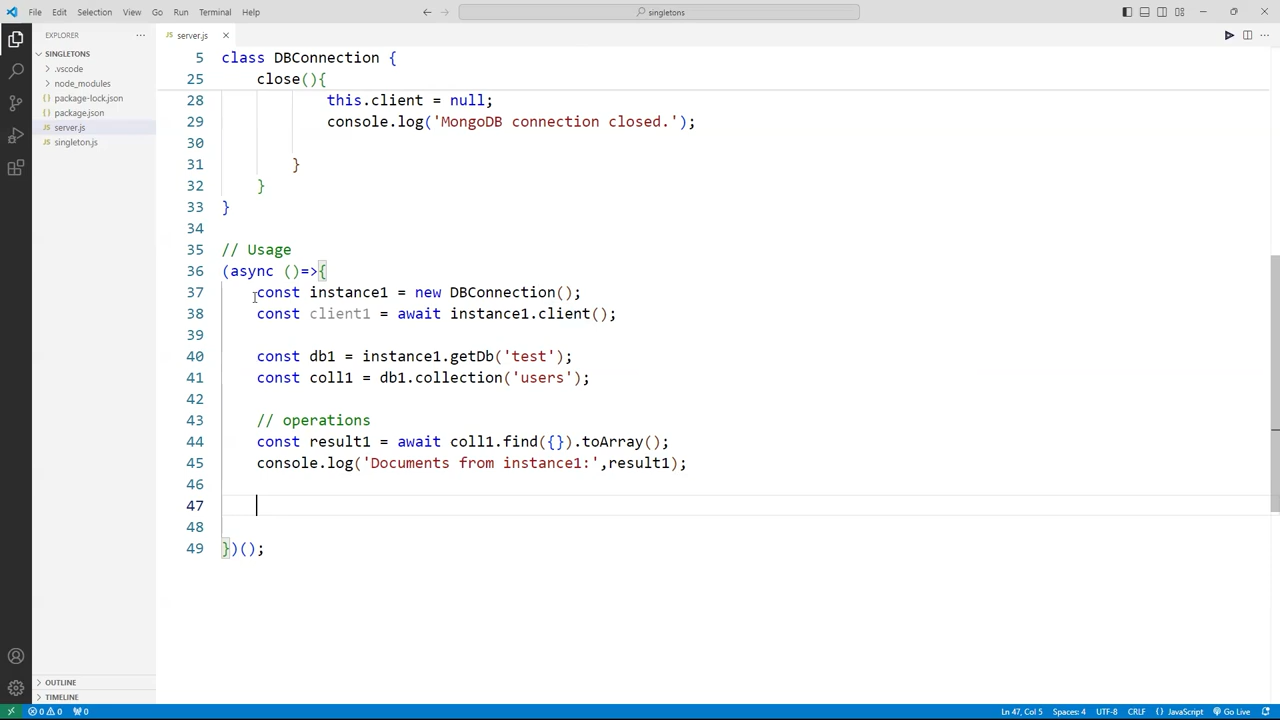 File Edit Selection View Go Run Terminal Help
singletons
EXPLORER
server.js
SINGLETONS
.vscode
node_modules
package-lock.json
package.json
server.js
singleton.js
OUTLINE
TIMELINE
5 class DBConnection {
25 close(){
28 this.client = null;
29 console.log('MongoDB connection closed.');
30
31 }
32 }
33 }
34
35 // Usage
36 (async ()=>{
37 const instance1 = new DBConnection();
38 const client1 = await instance1.client();
39
40 const db1 = instance1.getDb('test');
41 const coll1 = db1.collection('users');
42
43 // operations
44 const result1 = await coll1.find({}).toArray();
45 console.log('Documents from instance1:',result1);
46
47
48
49 })();
0 0 0
Ln 47, Col 5 Spaces: 4 UTF-8 CRLF {} JavaScript Go Live